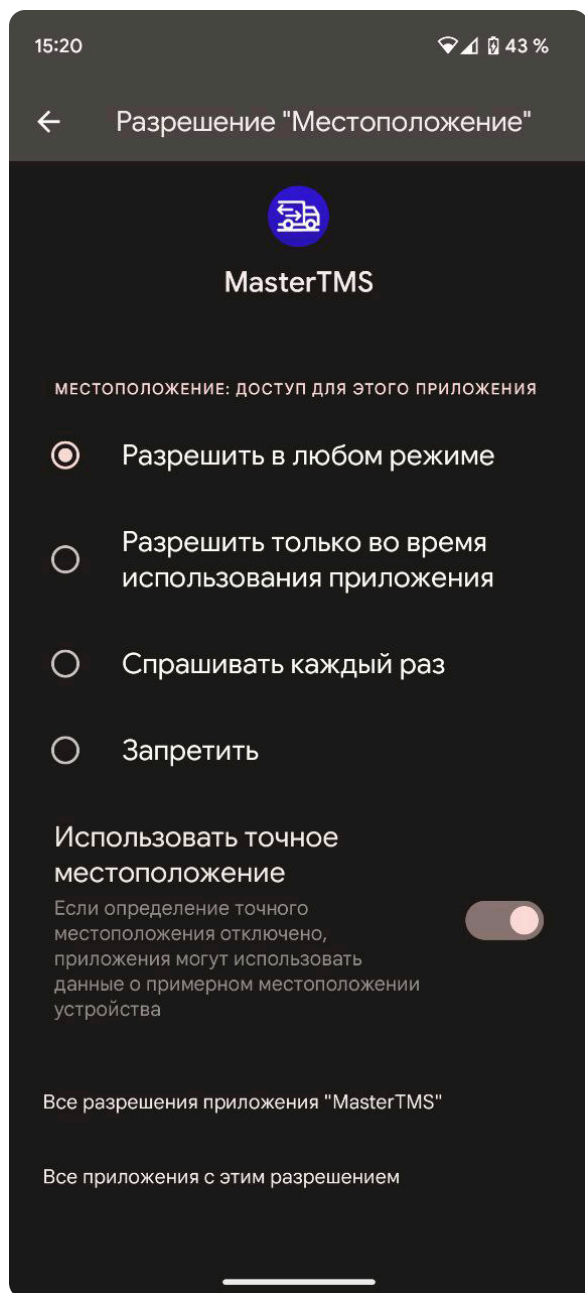 15:20
43 %
Разрешение "Местоположение"
MasterTMS
МЕСТОПОЛОЖЕНИЕ: ДОСТУП ДЛЯ ЭТОГО ПРИЛОЖЕНИЯ
Разрешить в любом режиме
Разрешить только во время
использования приложения
Спрашивать каждый раз
Запретить
Использовать точное
местоположение
Если определение точного
местоположения отключено,
приложения могут использовать
данные о примерном местоположении
устройства
Все разрешения приложения "MasterTMS"
Все приложения с этим разрешением